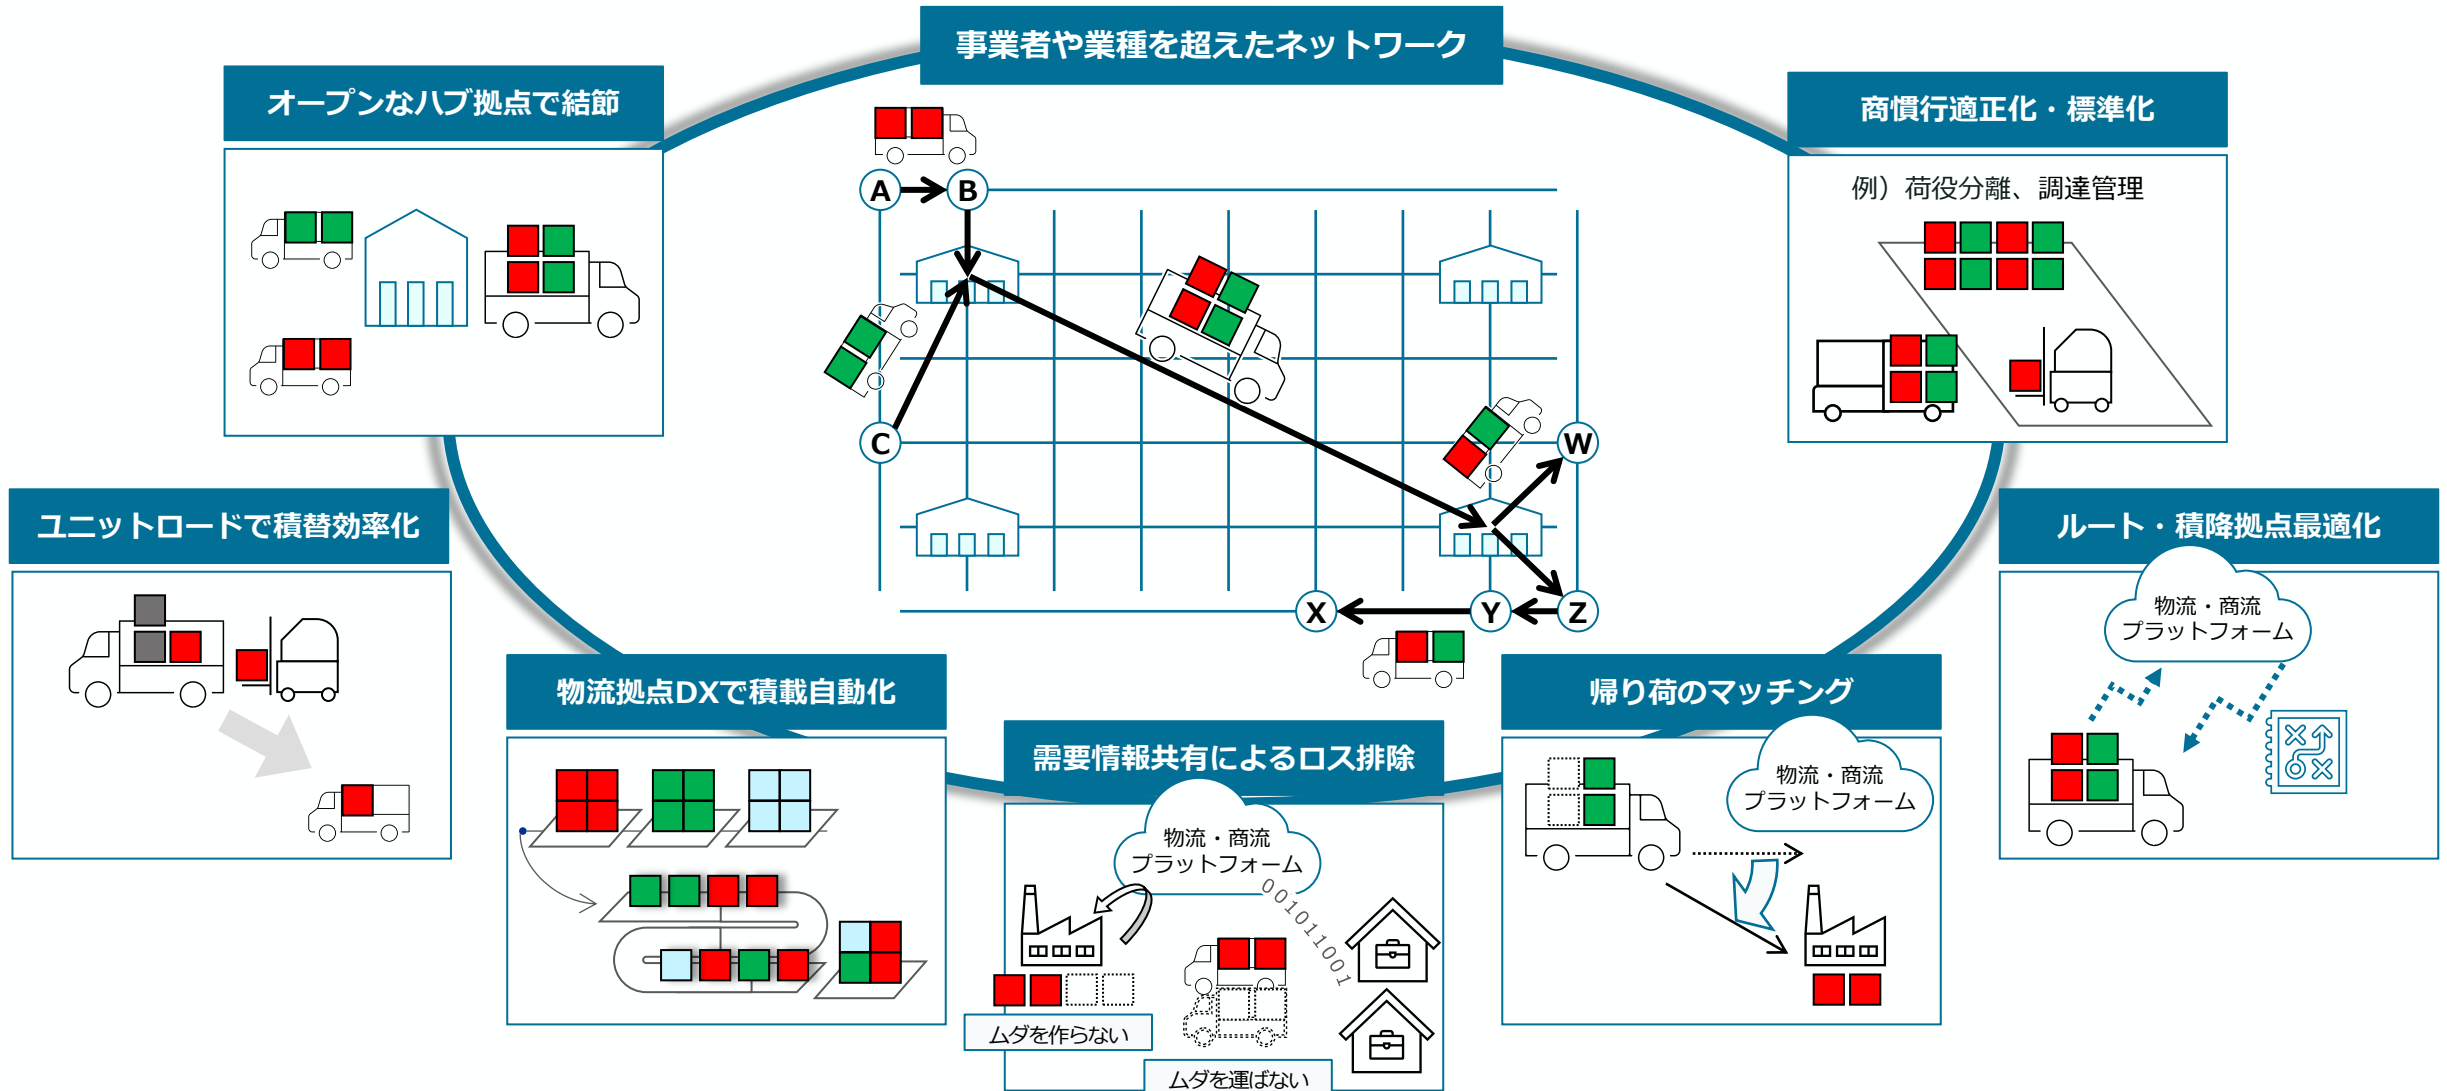 事業者や業種を超えたネットワーク
オープンなハブ拠点で結節
商慣行適正化・標準化
例）荷役分離、調達管理
A
B
C
W
X
Y
Z
ユニットロードで積替効率化
ルート・積降拠点最適化
物流・商流
プラットフォーム
物流拠点DXで積載自動化
帰り荷のマッチング
物流・商流
プラットフォーム
需要情報共有によるロス排除
物流・商流
プラットフォーム
001011001
ムダを作らない
ムダを運ばない